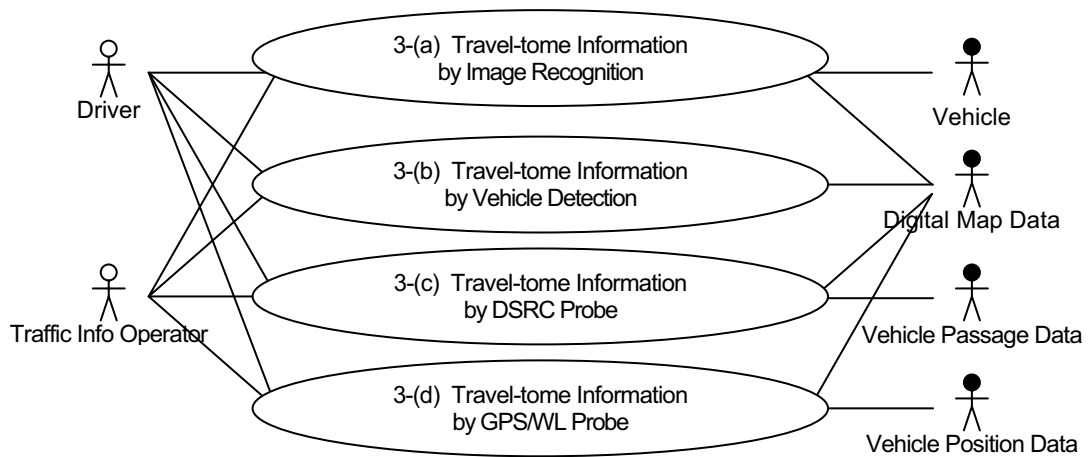 3-(a) Travel-tome Information
by Image Recognition
Driver
Vehicle
3-(b) Travel-tome Information
by Vehicle Detection
Digital Map Data
3-(c) Travel-tome Information
by DSRC Probe
Traffic Info Operator
Vehicle Passage Data
3-(d) Travel-tome Information
by GPS/WL Probe
Vehicle Position Data